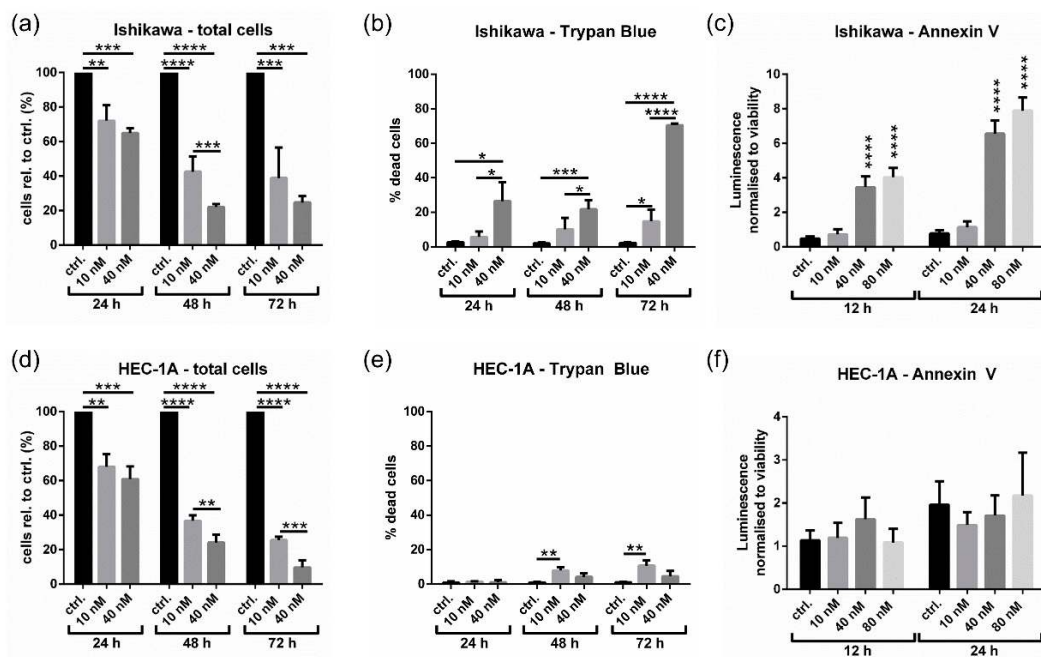 (a)
Ishikawa - total cells
cells rel. to ctrl. (%)
100
80
60
40
20
0
** *** **** **** *** *** ***
ctrl. 10 nM 40 nM ctrl. 10 nM 40 nM ctrl. 10 nM 40 nM
24 h 48 h 72 h
(b)
Ishikawa - Trypan Blue
% dead cells
100
80
60
40
20
0
* * *** * **** **** *
ctrl. 10 nM 40 nM ctrl. 10 nM 40 nM ctrl. 10 nM 40 nM
24 h 48 h 72 h
(c)
Ishikawa - Annexin V
Luminescence
normalised to viability
10
8
6
4
2
0
**** **** **** ****
ctrl. 10 nM 40 nM 80 nM ctrl. 10 nM 40 nM 80 nM
12 h 24 h
(d)
HEC-1A - total cells
cells rel. to ctrl. (%)
100
80
60
40
20
0
*** ** **** **** ** **** **** ***
ctrl. 10 nM 40 nM ctrl. 10 nM 40 nM ctrl. 10 nM 40 nM
24 h 48 h 72 h
(e)
HEC-1A - Trypan Blue
% dead cells
100
80
60
40
20
0
** **
ctrl. 10 nM 40 nM ctrl. 10 nM 40 nM ctrl. 10 nM 40 nM
24 h 48 h 72 h
(f)
HEC-1A - Annexin V
Luminescence
normalised to viability
4
3
2
1
0
ctrl. 10 nM 40 nM 80 nM ctrl. 10 nM 40 nM 80 nM
12 h 24 h